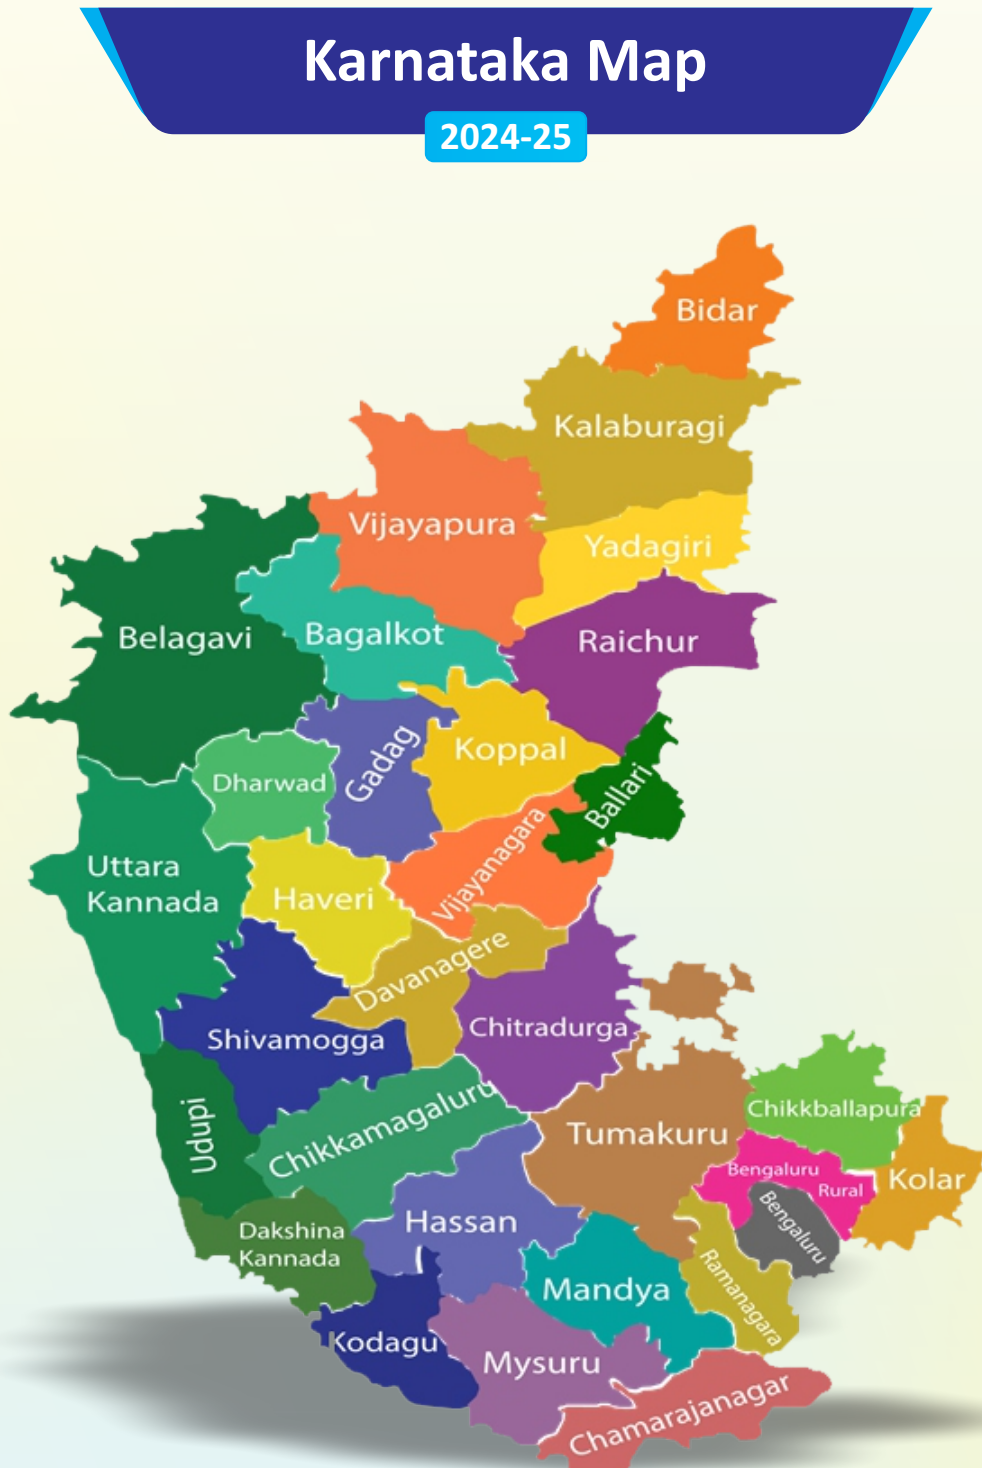 Karnataka Map
2024-25
Bidar
Kalaburagi
Vijayapura
Yadagiri
Belagavi
Bagalkot
Raichur
Gadag
Koppal
Dharwad
Ballari
Uttara
Kannada
Haveri
Vijayanagara
Davanagere
Shivamogga
Chitradurga
Udupi
Chikkamagaluru
Tumakuru
Chikkballapura
Bengaluru
Rural
Kolar
Bengaluru
Dakshina
Kannada
Hassan
Mandya
Ramanagara
Kodagu
Mysuru
Chamarajanagar